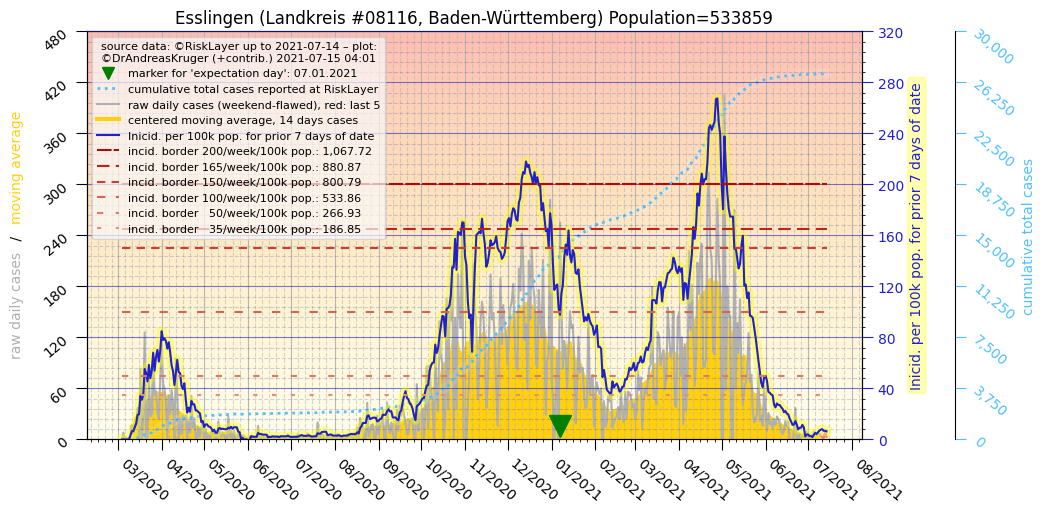 Esslingen (Landkreis #08116, Baden-Württemberg) Population=533859
source data: ©RiskLayer up to 2021-07-14 – plot:
©DrAndreasKruger (+contrib.) 2021-07-15 04:01
marker for 'expectation day': 07.01.2021
cumulative total cases reported at RiskLayer
raw daily cases (weekend-flawed), red: last 5
centered moving average, 14 days cases
Inicid. per 100k pop. for prior 7 days of date
incid. border 200/week/100k pop.: 1,067.72
incid. border 165/week/100k pop.: 880.87
incid. border 150/week/100k pop.: 800.79
incid. border 100/week/100k pop.: 533.86
incid. border   50/week/100k pop.: 266.93
incid. border   35/week/100k pop.: 186.85
raw daily cases / moving average
480
420
360
300
240
180
120
60
0
03/2020
04/2020
05/2020
06/2020
07/2020
08/2020
09/2020
10/2020
11/2020
12/2020
01/2021
02/2021
03/2021
04/2021
05/2021
06/2021
07/2021
08/2021
320
280
240
200
160
120
80
40
0
Inicid. per 100k pop. for prior 7 days of date
30,000
26,250
22,500
18,750
15,000
11,250
7,500
3,750
0
cumulative total cases